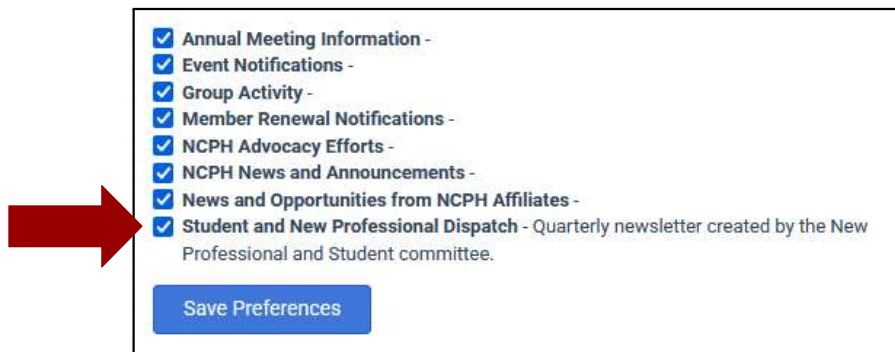 Annual Meeting Information -
Event Notifications -
Group Activity -
Member Renewal Notifications -
NCPH Advocacy Efforts -
NCPH News and Announcements -
News and Opportunities from NCPH Affiliates -
Student and New Professional Dispatch - Quarterly newsletter created by the New
Professional and Student committee.
Save Preferences